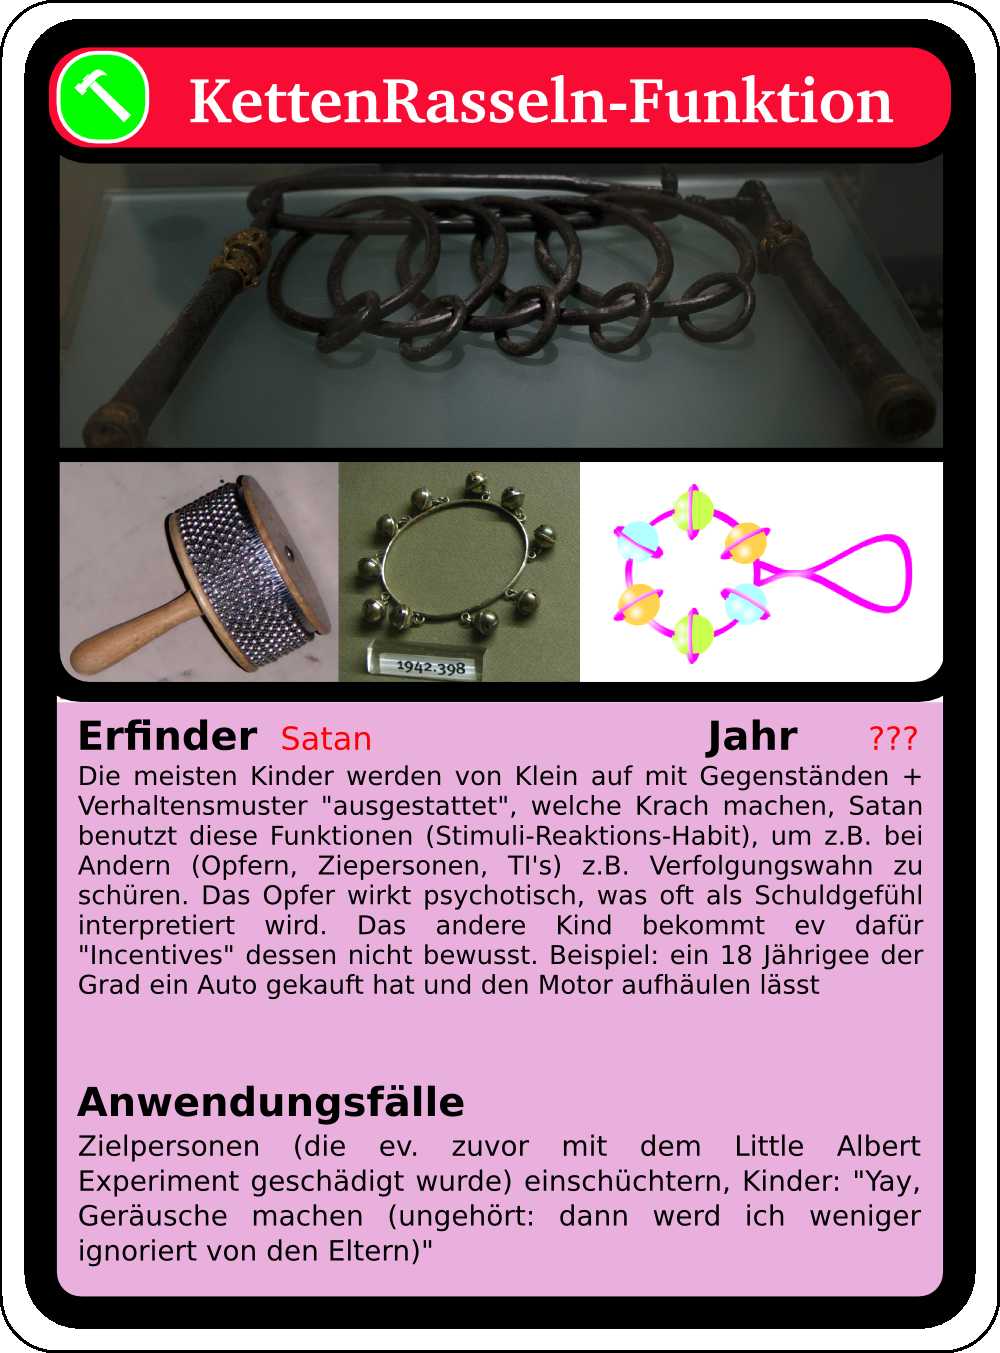 KettenRasseln-Funktion
1942.398
Erfinder Satan Jahr ???
Die meisten Kinder werden von Klein auf mit Gegenständen +
Verhaltensmuster "ausgestattet", welche Krach machen, Satan
benutzt diese Funktionen (Stimuli-Reaktions-Habit), um z.B. bei
Andern (Opfern, Ziepersonen, TI's) z.B. Verfolgungswahn zu
schüren. Das Opfer wirkt psychotisch, was oft als Schuldgefühl
interpretiert wird. Das andere Kind bekommt ev dafür
"Incentives" dessen nicht bewusst. Beispiel: ein 18 Jährigee der
Grad ein Auto gekauft hat und den Motor aufhäulen lässt
Anwendungsfälle
Zielpersonen (die ev. zuvor mit dem Little Albert
Experiment geschädigt wurde) einschüchtern, Kinder: "Yay,
Geräusche machen (ungehört: dann werd ich weniger
ignoriert von den Eltern)"